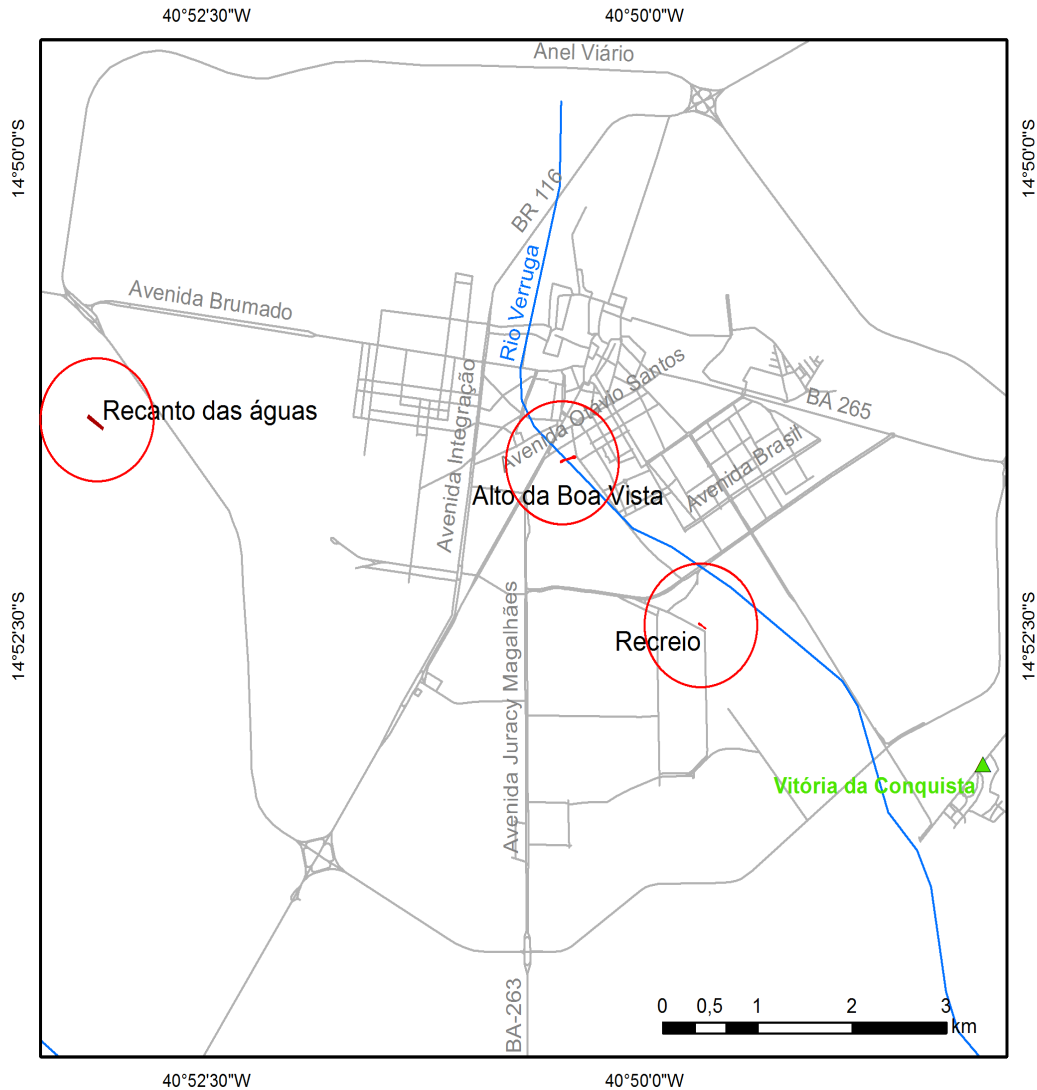 40°52'30"W
40°50'0"W
Anel Viário
14°50'0"S
14°50'0"S
BR 116
Rio Verruga
Avenida Brumado
Avenida Otávio Santos
Avenida Integração
BA 265
Recanto das águas
Avenida Brasil
Alto da Boa Vista
14°52'30"S
14°52'30"S
Recreio
Avenida Juracy Magalhães
Vitória da Conquista
BA-263
0 0,5 1 2 3
km
40°52'30"W
40°50'0"W